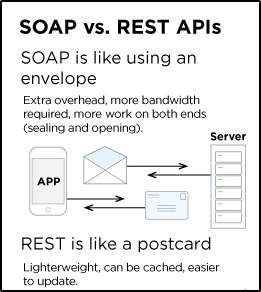 SOAP vs. REST APIs
SOAP is like using an
envelope
Extra overhead, more bandwidth
required, more work on both ends
(sealing and opening).
Server
APP
REST is like a postcard
Lighterweight, can be cached, easier
to update.